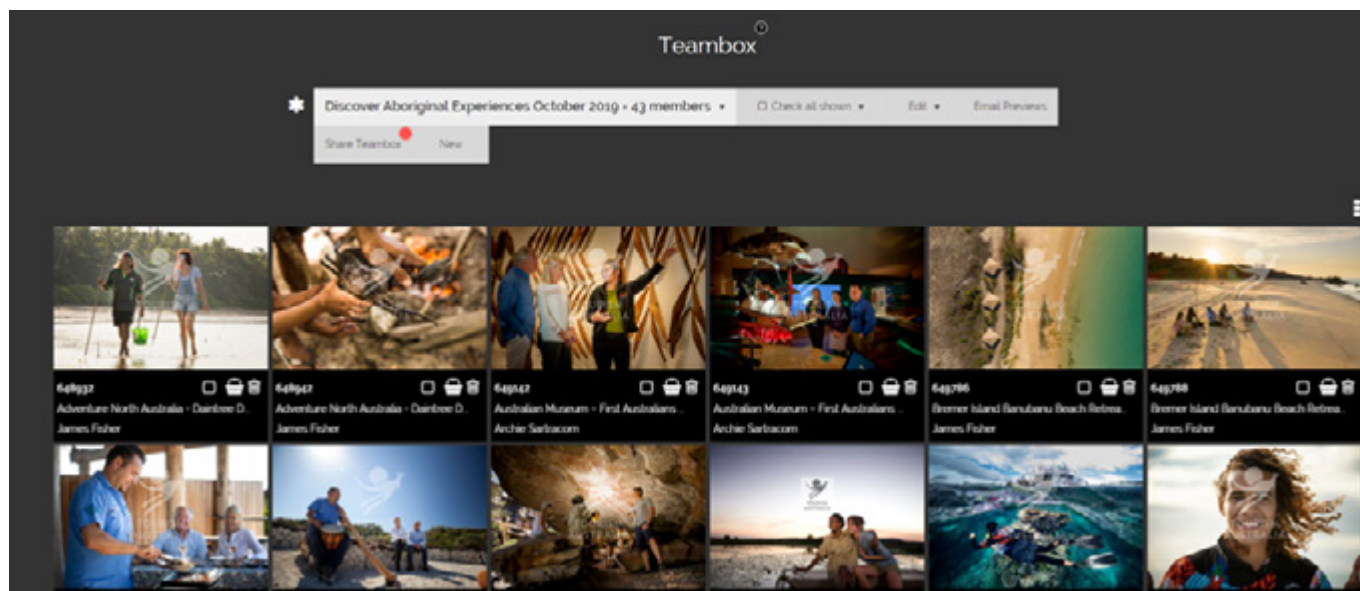 Teambox
Discover Aboriginal Experiences October 2019 - 43 members
Check all shown
Edit
Email Previews
Share Teambox
New
648932
648942
649142
649143
649786
649788
Adventure North Australia - Daintree D..
Adventure North Australia - Daintree D..
Australian Museum - First Australians ..
Australian Museum - First Australians ..
Bremer Island Banubanu Beach Retrea..
Bremer Island Banubanu Beach Retrea..
James Fisher
James Fisher
Archie Sartracom
Archie Sartracom
James Fisher
James Fisher